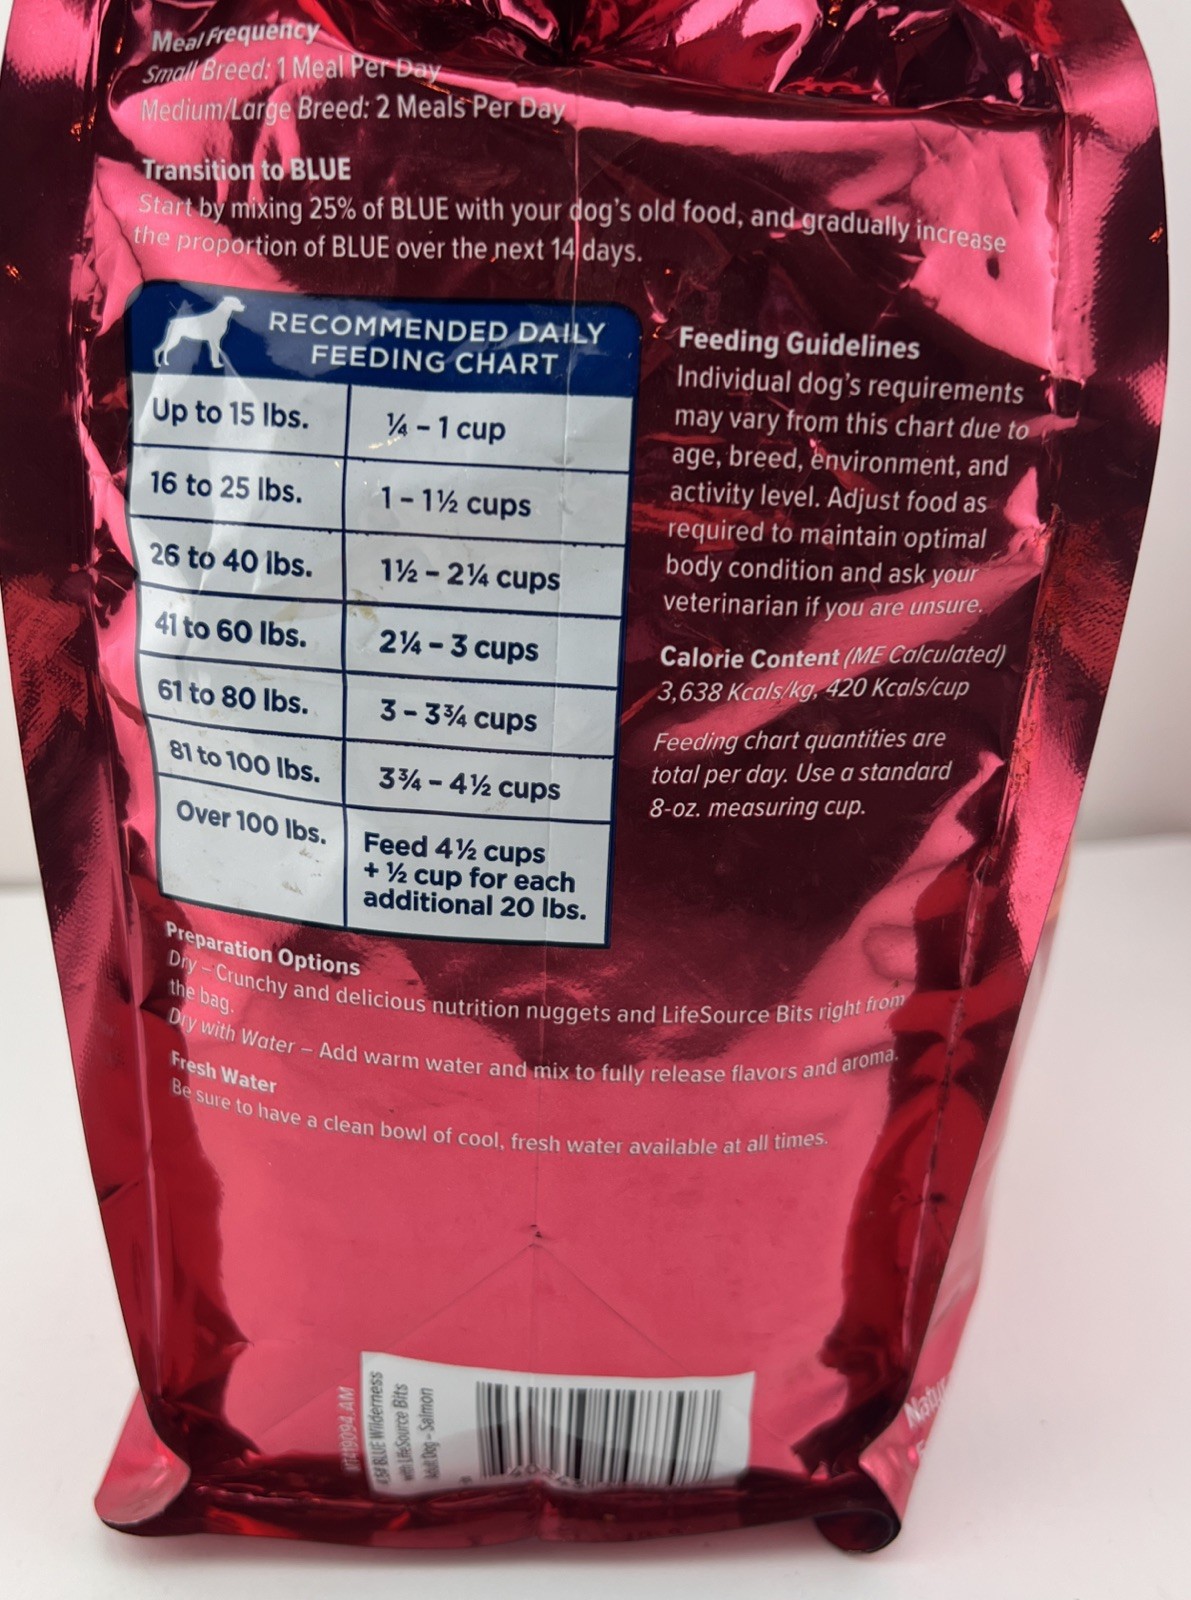 Meal Frequency
Small Breed: 1 Meal Per Day
Medium/Large Breed: 2 Meals Per Day
Transition to BLUE
Start by mixing 25% of BLUE with your dog's old food, and gradually increase
the proportion of BLUE over the next 14 days.
RECOMMENDED DAILY
FEEDING CHART
Up to 15 lbs. ¼ – 1 cup
16 to 25 lbs. 1 – 1½ cups
26 to 40 lbs. 1½ – 2¼ cups
41 to 60 lbs. 2¼ – 3 cups
61 to 80 lbs. 3 – 3¾ cups
81 to 100 lbs. 3¾ – 4½ cups
Over 100 lbs. Feed 4½ cups
+ ½ cup for each
additional 20 lbs.
Feeding Guidelines
Individual dog's requirements
may vary from this chart due to
age, breed, environment, and
activity level. Adjust food as
required to maintain optimal
body condition and ask your
veterinarian if you are unsure.
Calorie Content (ME Calculated)
3,638 Kcals/kg, 420 Kcals/cup
Feeding chart quantities are
total per day. Use a standard
8-oz. measuring cup.
Preparation Options
Dry – Crunchy and delicious nutrition nuggets and LifeSource Bits right from
the bag.
Dry with Water – Add warm water and mix to fully release flavors and aroma.
Fresh Water
Be sure to have a clean bowl of cool, fresh water available at all times.
BLUE Wilderness
with LifeSource Bits
Adult Dog – Salmon